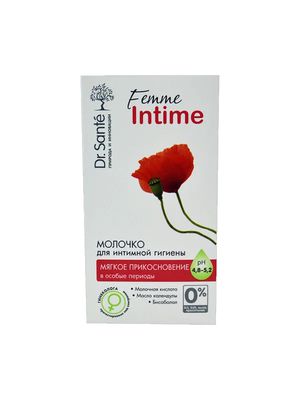 Dr. Santé
ПРИРОДА И ИННОВАЦИИ
Femme
Intime
МОЛОЧКО
для интимной гигиены
МЯГКОЕ ПРИКОСНОВЕНИЕ
в особые периоды
pH
4,8-5,2
• Молочная кислота
• Масло календулы
• Бисаболол
0%